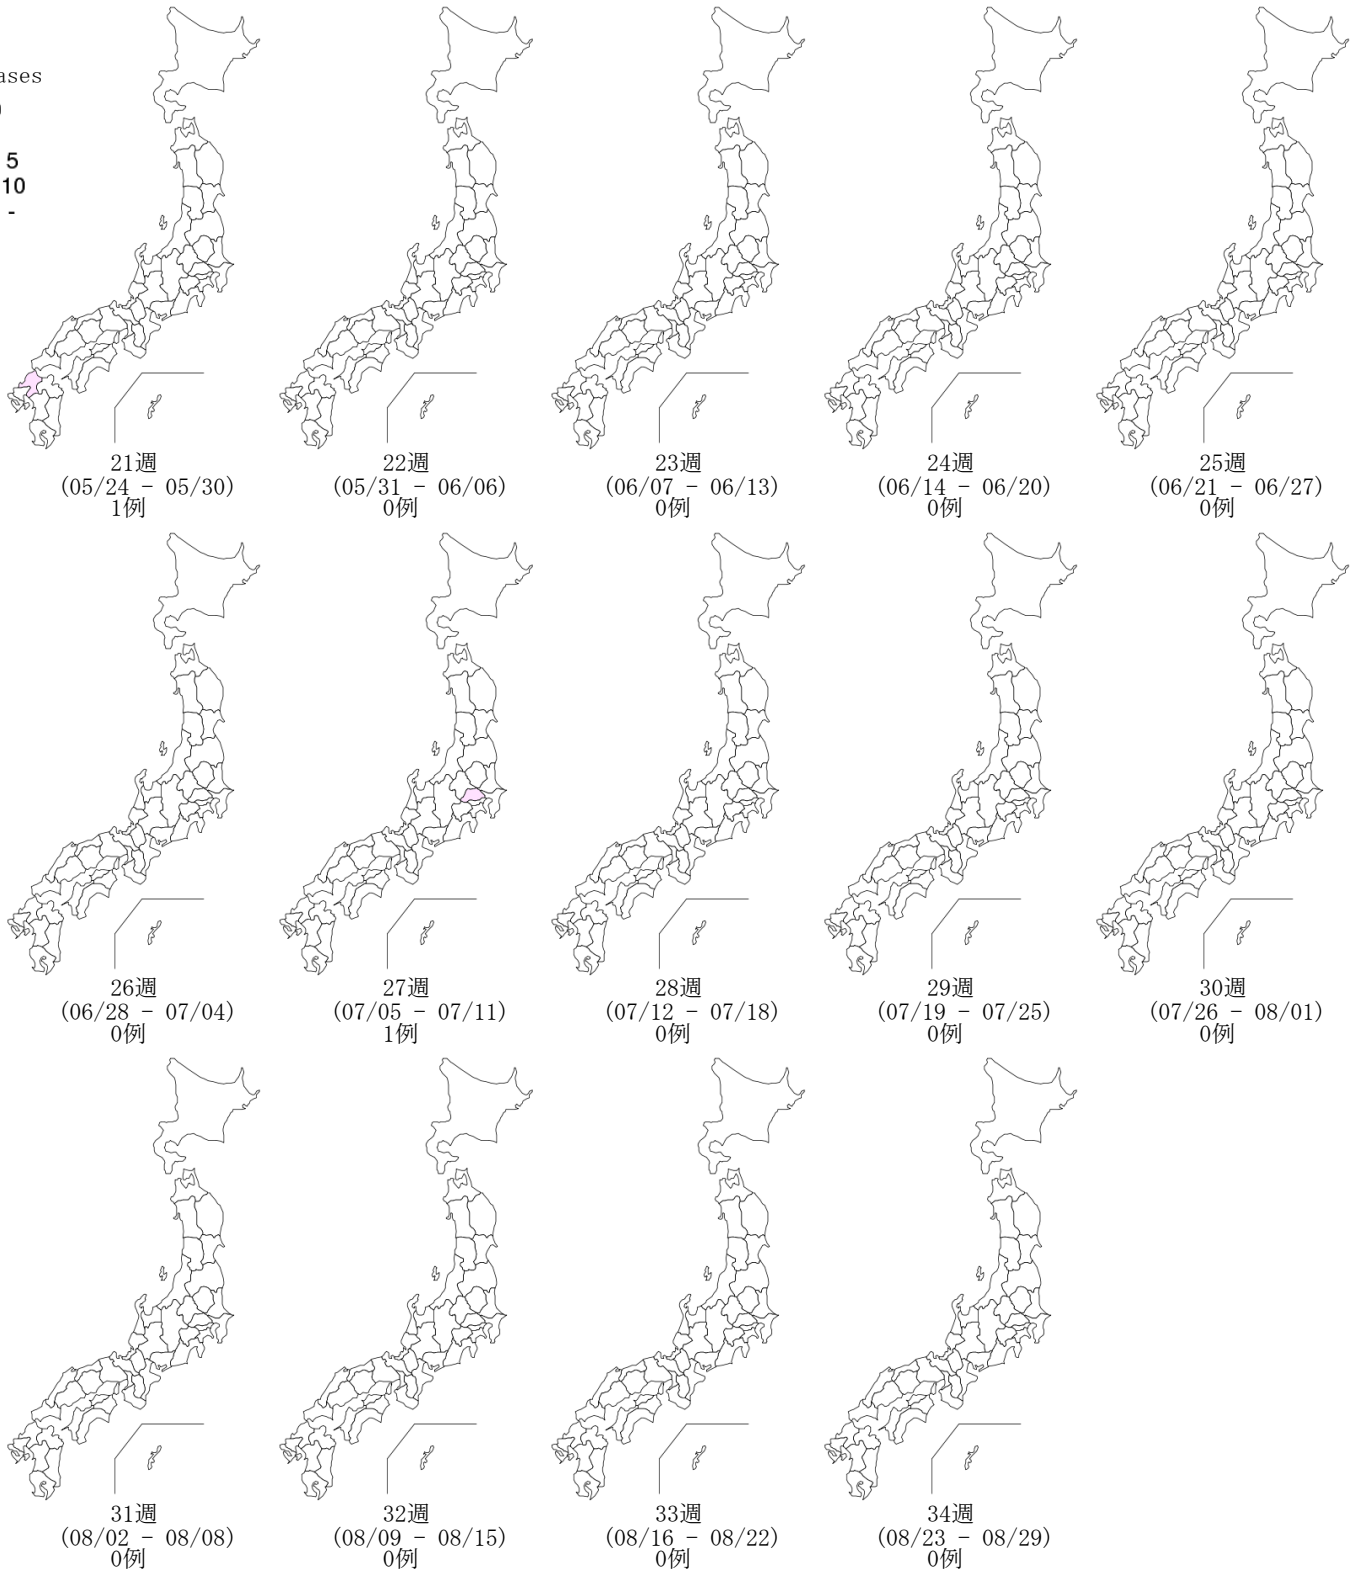 ases
5
10
-
21週
(05/24 - 05/30)
1例
22週
(05/31 - 06/06)
0例
23週
(06/07 - 06/13)
0例
24週
(06/14 - 06/20)
0例
25週
(06/21 - 06/27)
0例
26週
(06/28 - 07/04)
0例
27週
(07/05 - 07/11)
1例
28週
(07/12 - 07/18)
0例
29週
(07/19 - 07/25)
0例
30週
(07/26 - 08/01)
0例
31週
(08/02 - 08/08)
0例
32週
(08/09 - 08/15)
0例
33週
(08/16 - 08/22)
0例
34週
(08/23 - 08/29)
0例